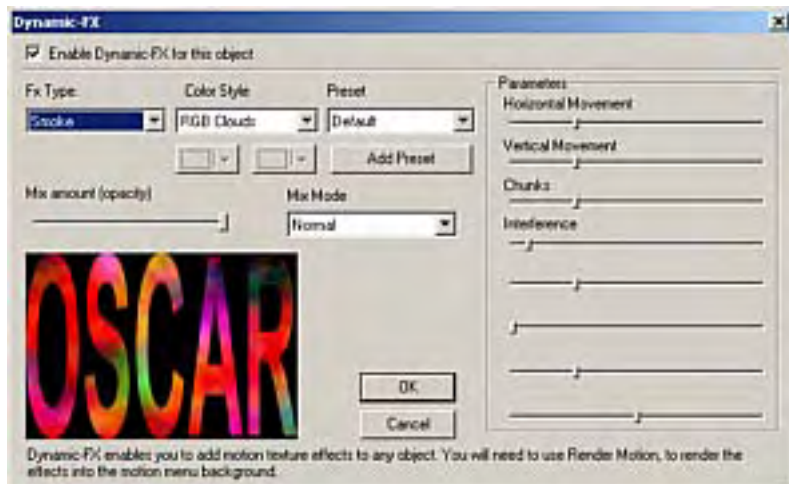 Dynamic-FX
Enable Dynamic-FX for this object
Fx Type Color Style Preset
Smoke RGB Clouds Default
Add Preset
Mix amount (opacity) Mix Mode
Normal
OSCAR
OK
Cancel
Parameters
Horizontal Movement
Vertical Movement
Chunks
Interference
Dynamic-FX enables you to add motion texture effects to any object. You will need to use Render Motion, to render the
effects into the motion menu background.